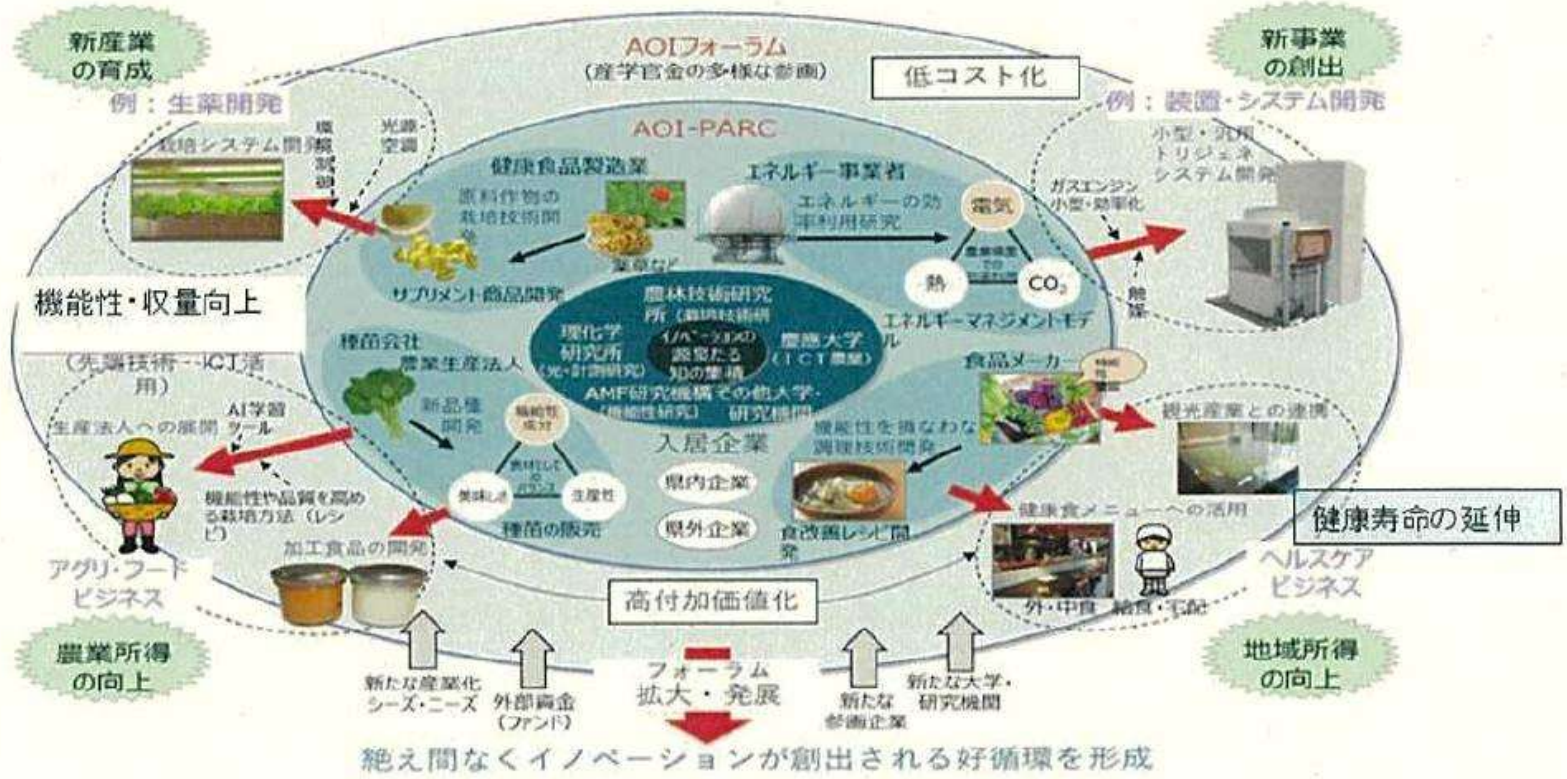 新産業
の育成
例：生薬開発
栽培システム開発
環境制御
光源・
空調
AOIフォーラム
(産学官金の多様な参画)
低コスト化
新事業
の創出
例：装置・システム開発
小型・汎用
トリジェネ
システム開発
ガスエンジン
小型・効率化
触媒
AOI-PARC
健康食品製造業
原料作物の
栽培技術開
発
薬草など
サプリメント商品開発
エネルギー事業者
エネルギーの効
率利用研究
電気
熱
CO₂
エネルギーマネジメントモデ
ル
機能性・収量向上
(先端技術…ICT活
用)
農林技術研究
所 (栽培技術研
理化学
研究所
(光・計測研究)
イノベーションの
源泉たる
知の集積
慶應大学
(ICT農業)
AMF研究機構
(機能性研究)
その他大学・
研究機関
種苗会社
農業生産法人
新品種
開発
機能性
成分
食材としての
バランス
美味しさ
生産性
種苗の販売
入居企業
県内企業
県外企業
食品メーカー
機能性を損なわな
調理技術開発
食改善レシピ開
発
生産法人への展開
AI学習
ツール
機能性や品質を高め
る栽培方法（レシ
ピ）
加工食品の開発
アグリ・フード
ビジネス
観光産業との連携
健康食メニューへの活用
外・中食
給食・宅配
健康寿命の延伸
ヘルスケア
ビジネス
高付加価値化
農業所得
の向上
地域所得
の向上
新たな産業化
シーズ・ニーズ
外部資金
(ファンド)
フォーラム
拡大・発展
新たな
参画企業
新たな大学・
研究機関
絶え間なくイノベーションが創出される好循環を形成